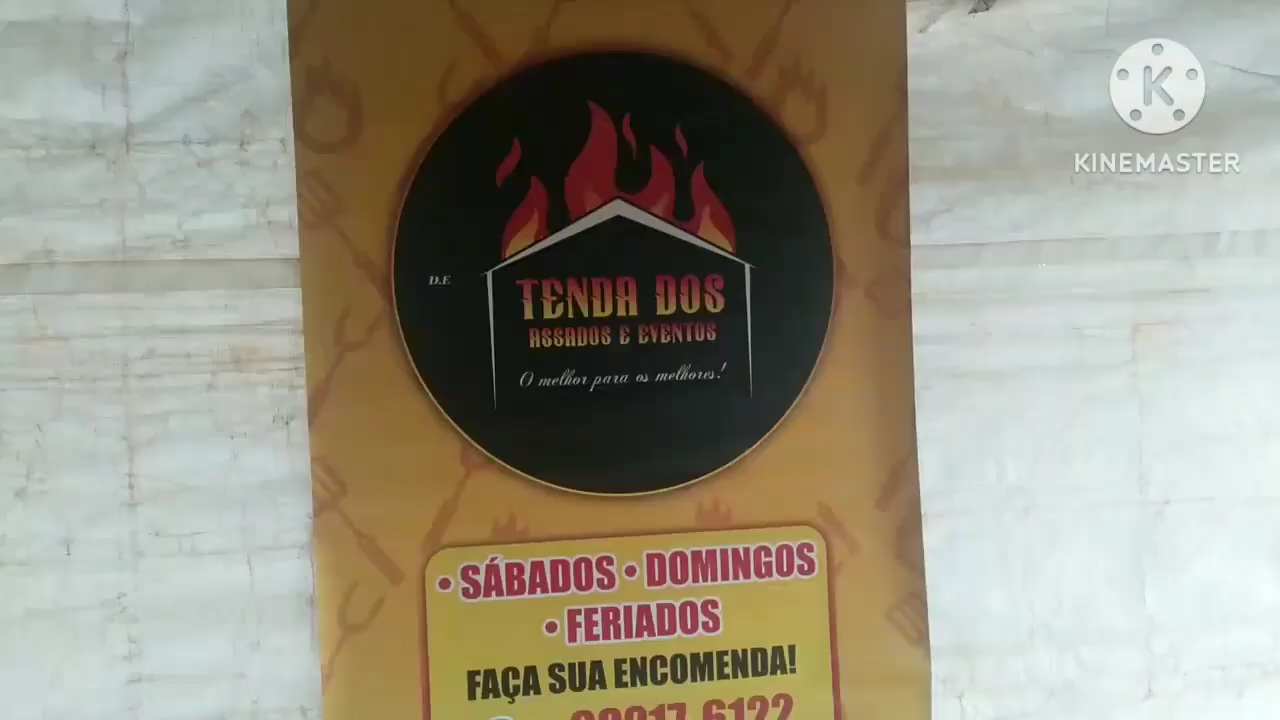 KINEMASTER
D.E
TENDA DOS
ASSADOS E EVENTOS
O melhor para os melhores!
• SÁBADOS • DOMINGOS
• FERIADOS
FAÇA SUA ENCOMENDA!